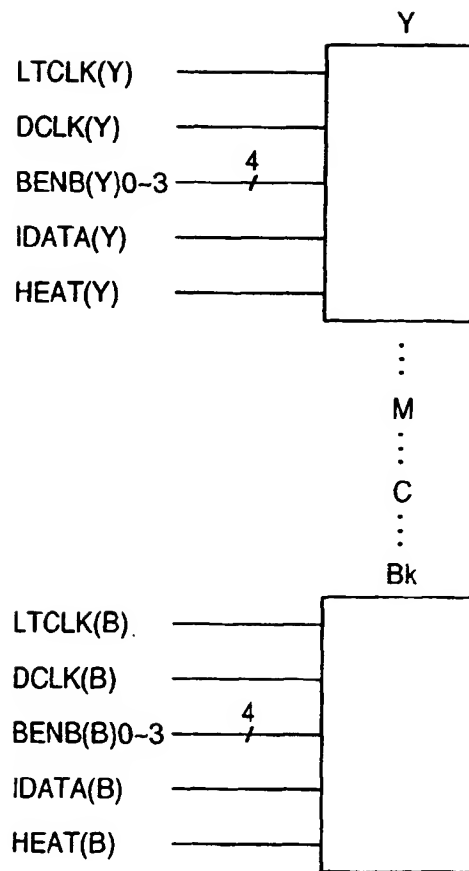 Y
LTCLK(Y)
DCLK(Y)
4
BENB(Y)0~3
IDATA(Y)
HEAT(Y)
M
C
Bk
LTCLK(B)
DCLK(B)
4
BENB(B)0~3
IDATA(B)
HEAT(B)